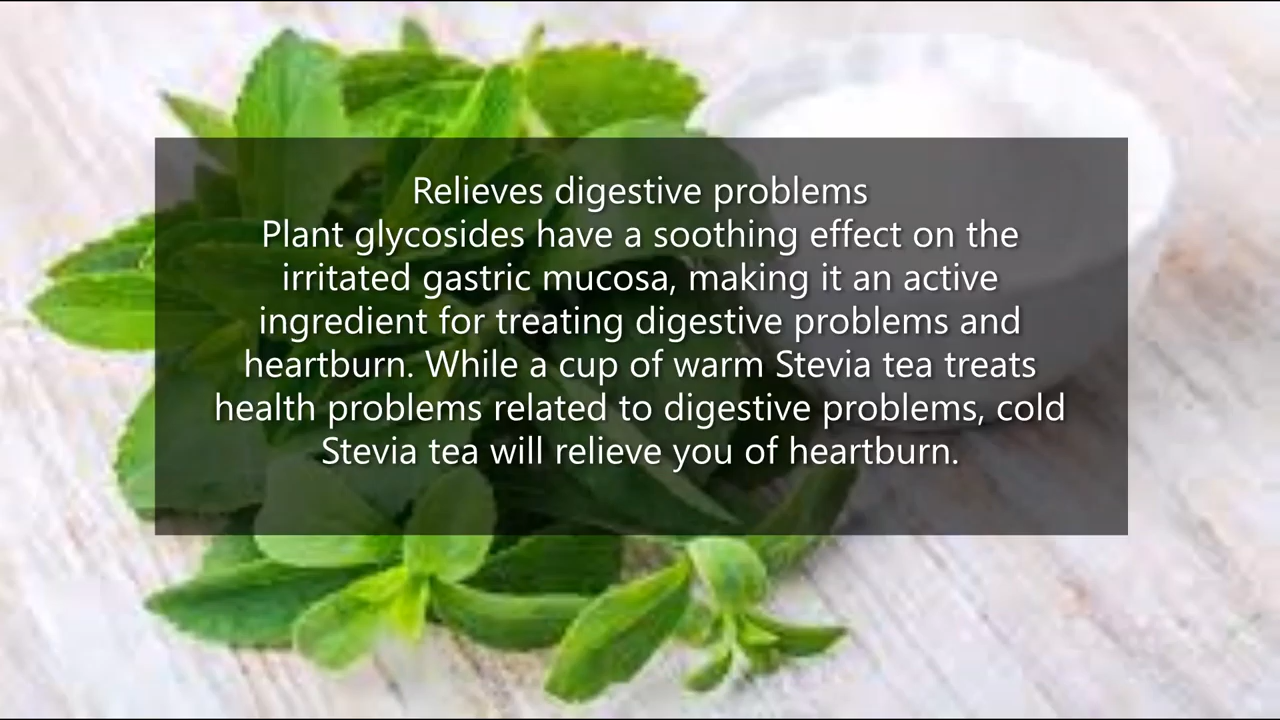 Relieves digestive problems
Plant glycosides have a soothing effect on the
irritated gastric mucosa, making it an active
ingredient for treating digestive problems and
heartburn. While a cup of warm Stevia tea treats
health problems related to digestive problems, cold
Stevia tea will relieve you of heartburn.